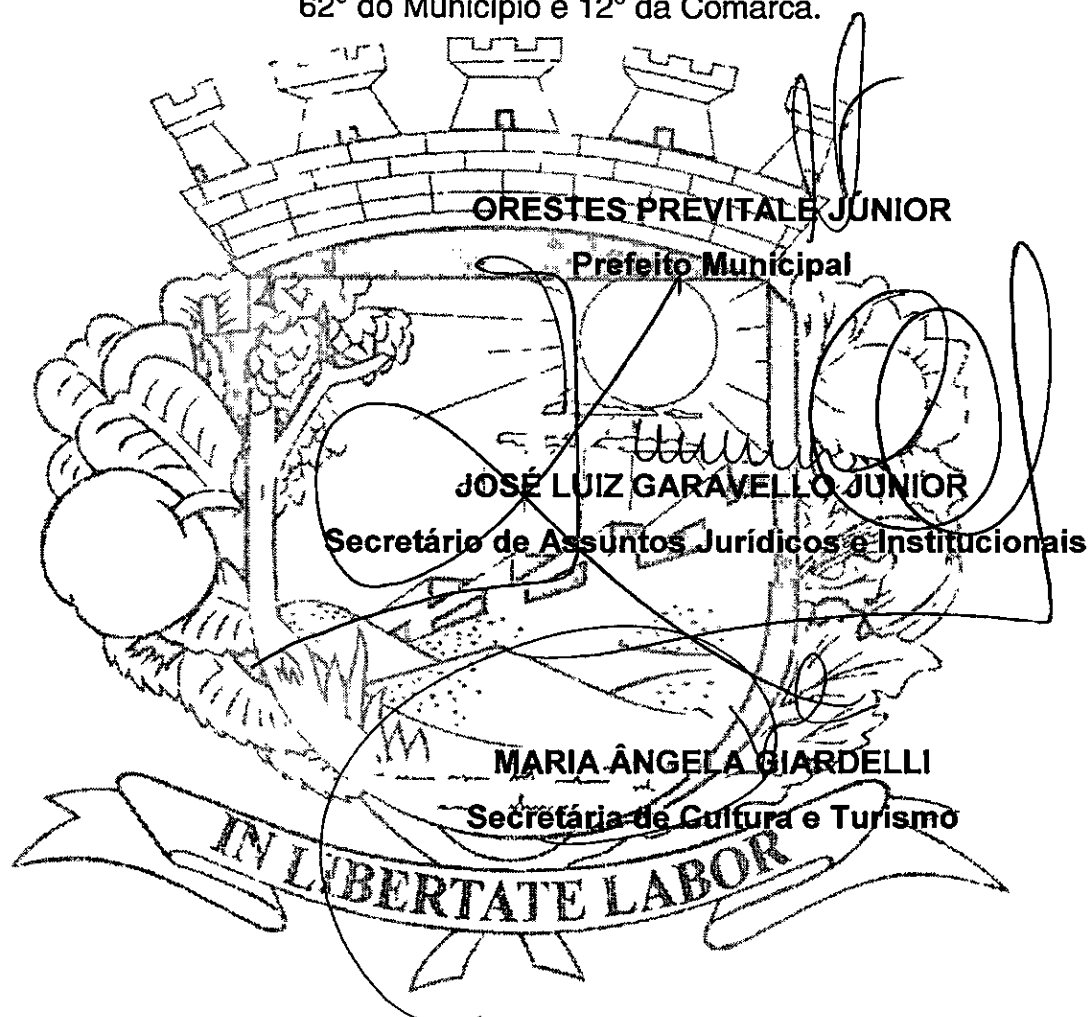 62º do Município e 12º da Comarca.
ORESTES PREVITALE JÚNIOR
Prefeito Municipal
JOSÉ LUIZ GARAVELLO JUNIOR
Secretário de Assuntos Jurídicos e Institucionais
MARIA ÂNGELA GIARDELLI
Secretária de Cultura e Turismo
IN LIBERTATE LABOR